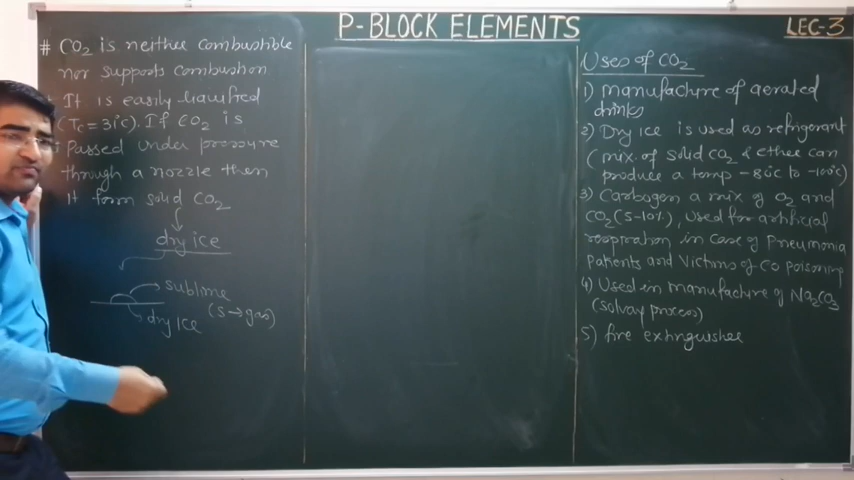 P-BLOCK ELEMENTS
LEC-3
# CO2 is neither combustible
nor supports combustion
It is easily liquified
(Tc = 31°C). If CO2 is
Passed under pressure
through a nozzle then
it form solid CO2
dry ice
sublime
(S→gas)
dry ice
Uses of CO2
1) manufacture of aerated
drinks
2) Dry ice is used as refrigerant
(mix. of solid CO2 & ether can
produce a temp -80°C to -100°C)
3) Carbogen a mix of O2 and
CO2 (5-10%), used for artificial
respiration in case of Pneumonia
patients and victims of CO poisoning
4) Used in manufacture of Na2CO3
(solvay process)
5) fire extinguisher